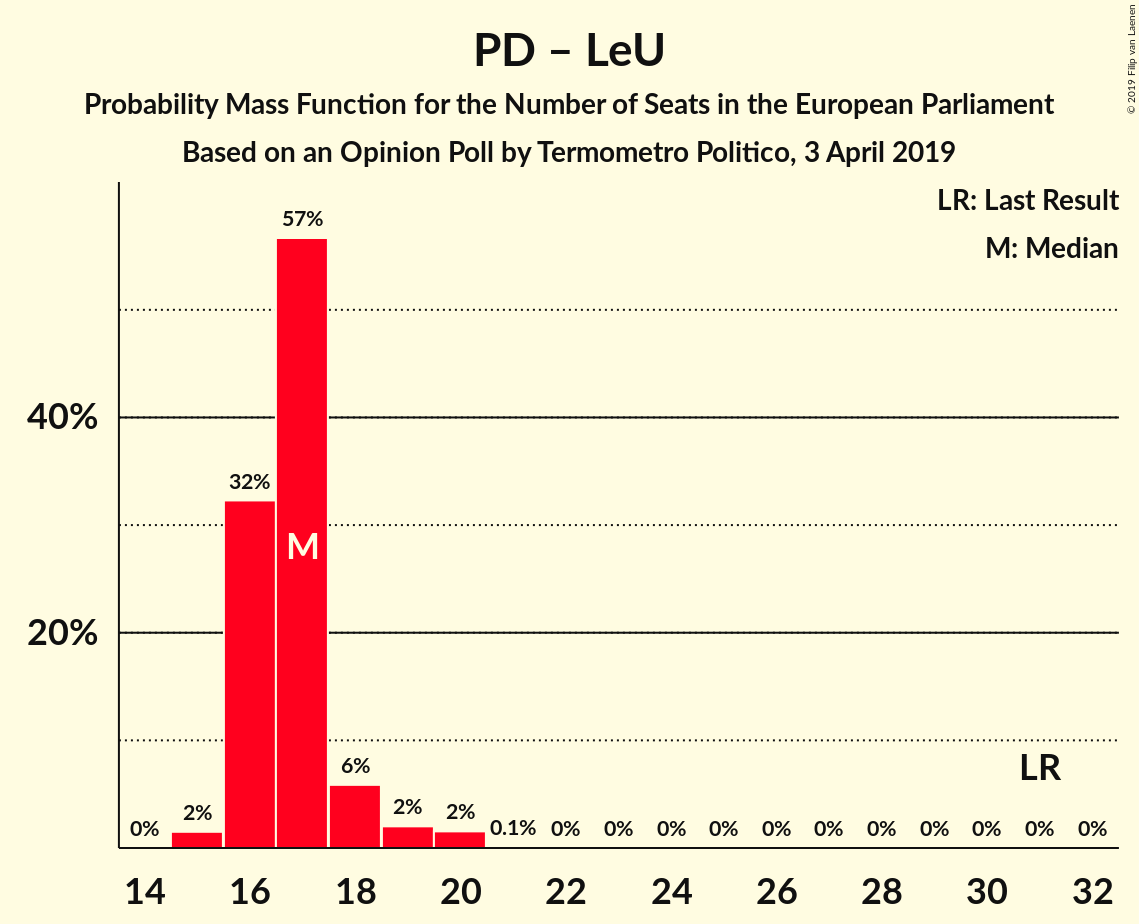 PD – LeU
Probability Mass Function for the Number of Seats in the European Parliament
Based on an Opinion Poll by Termometro Politico, 3 April 2019
© 2019 Filip van Laenen
LR: Last Result
M: Median
57%
40%
32%
M
20%
LR
6%
0% 2% 2% 2% 0.1% 0% 0% 0% 0% 0% 0% 0% 0% 0% 0% 0%
14 16 18 20 22 24 26 28 30 32